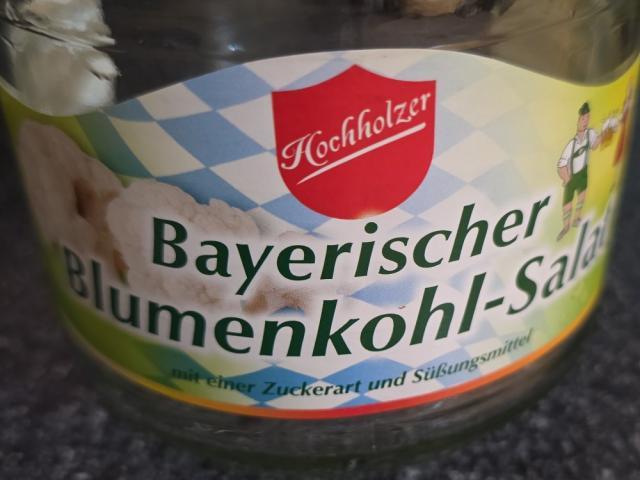 Hochholzer
Bayerischer
Blumenkohl-Salat
mit einer Zuckerart und Süßungsmittel